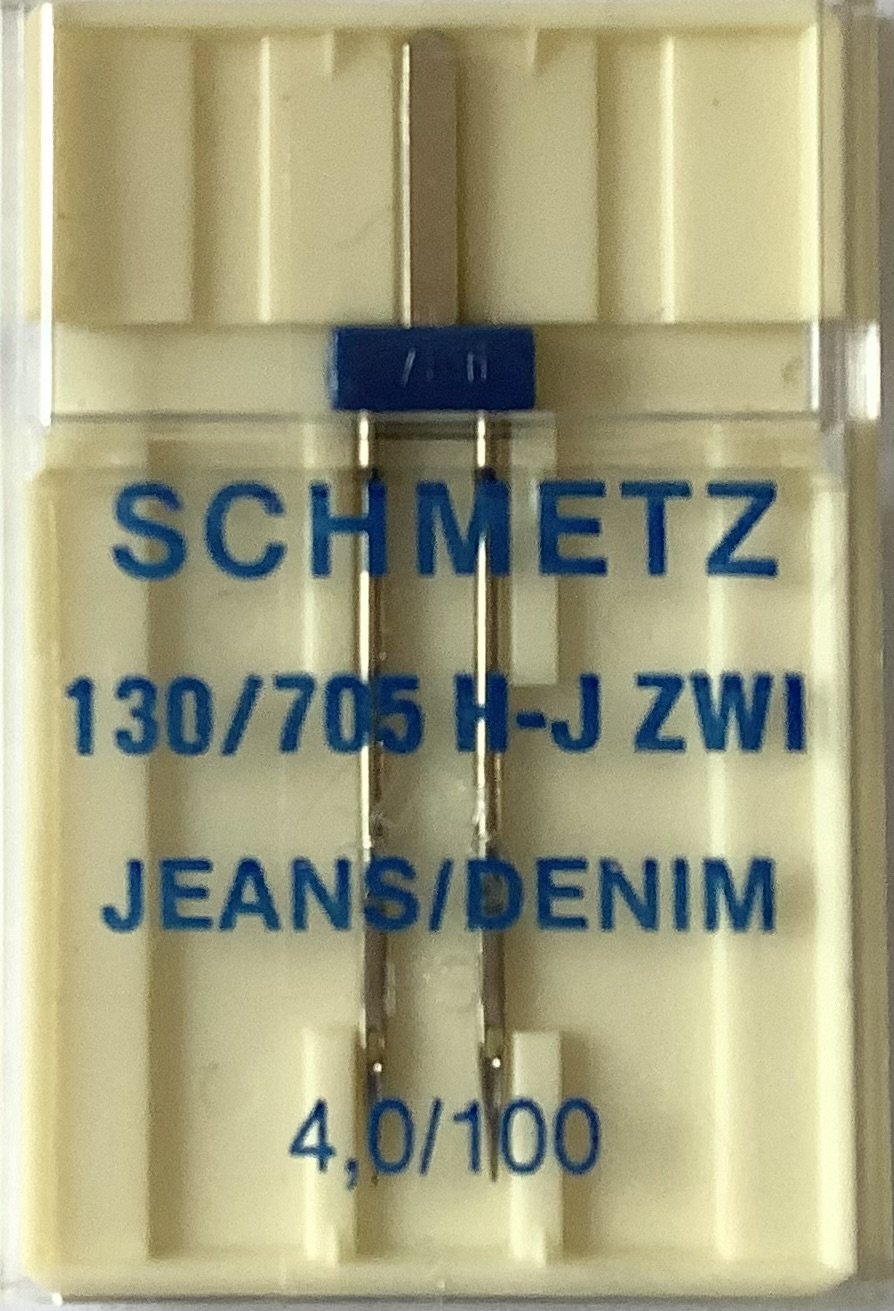 SCHMETZ
130/705 H-J ZWI
JEANS/DENIM
4,0/100